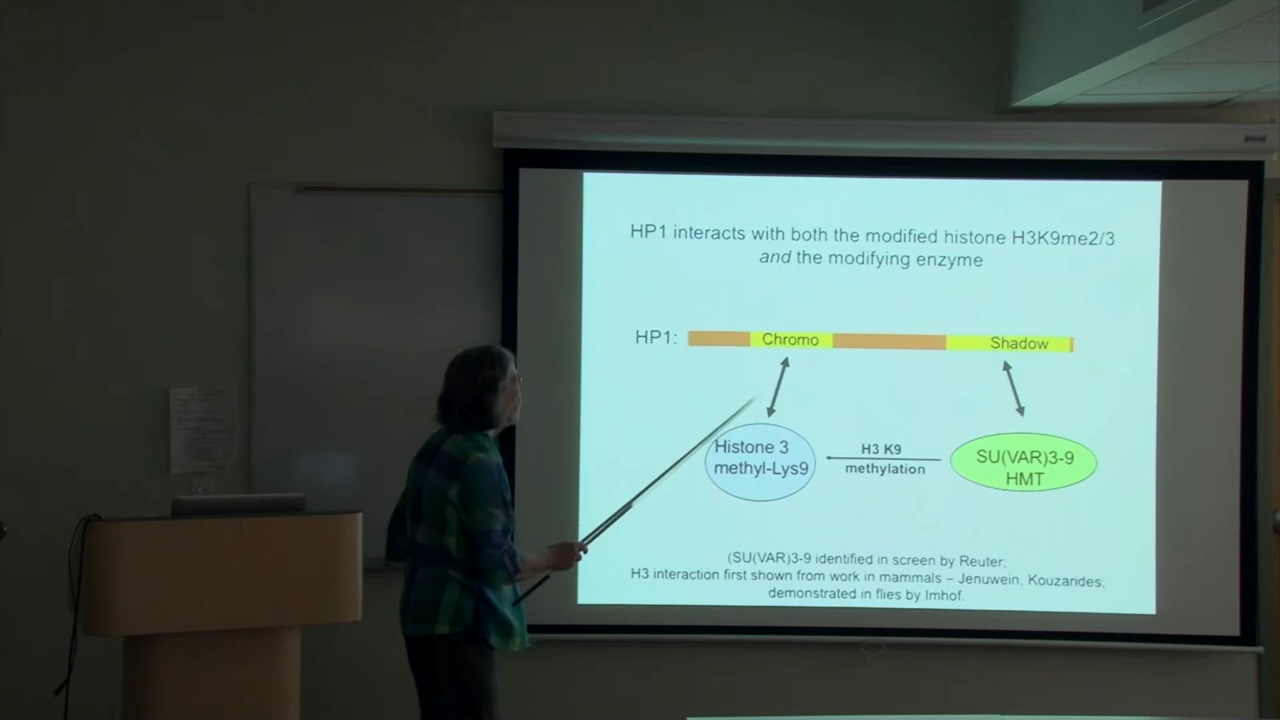 HP1 interacts with both the modified histone H3K9me2/3
and the modifying enzyme
HP1:
Chromo
Shadow
Histone 3
methyl-Lys9
H3 K9
methylation
SU(VAR)3-9
HMT
(SU(VAR)3-9 identified in screen by Reuter;
H3 interaction first shown from work in mammals – Jenuwein, Kouzarides;
demonstrated in flies by Imhof.